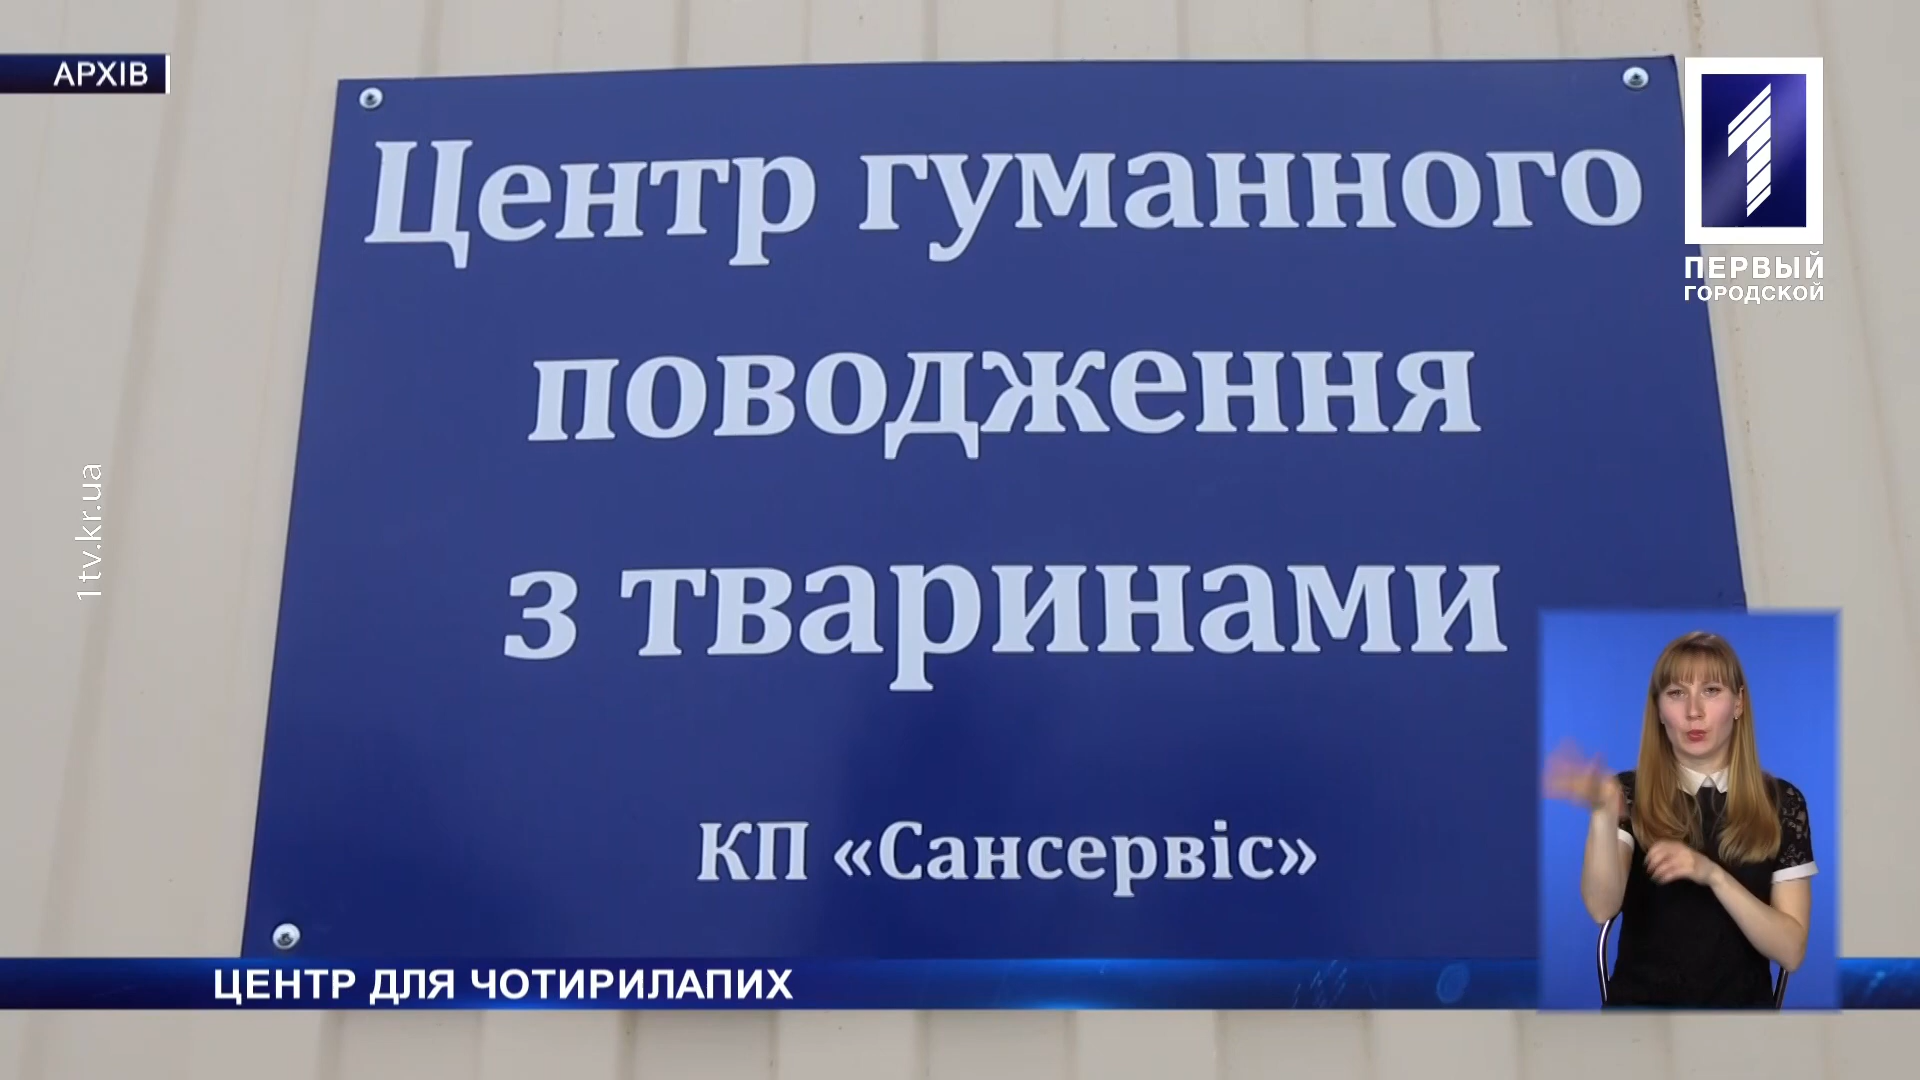 АРХІВ
Центр гуманного
поводження
з тваринами
КП «Сансервіс»
ПЕРВЫЙ
ГОРОДСКОЙ
1tv.kr.ua
ЦЕНТР ДЛЯ ЧОТИРИЛАПИХ